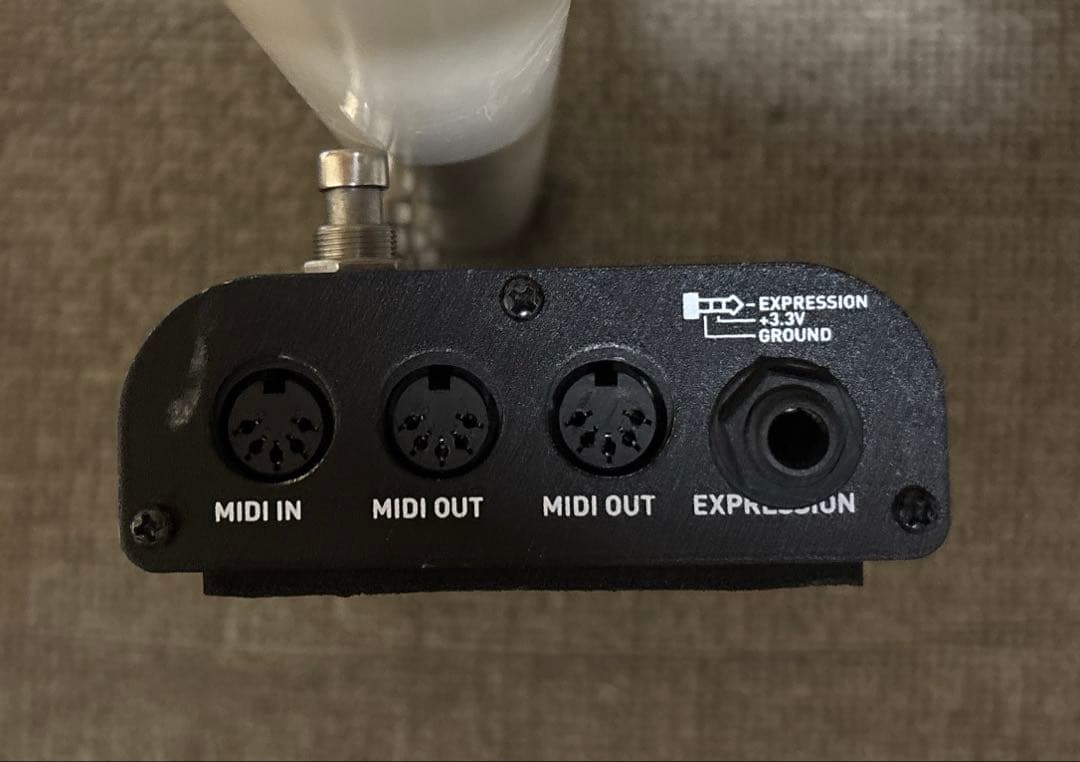 EXPRESSION
+3.3V
GROUND
MIDI IN
MIDI OUT
MIDI OUT
EXPRESSION